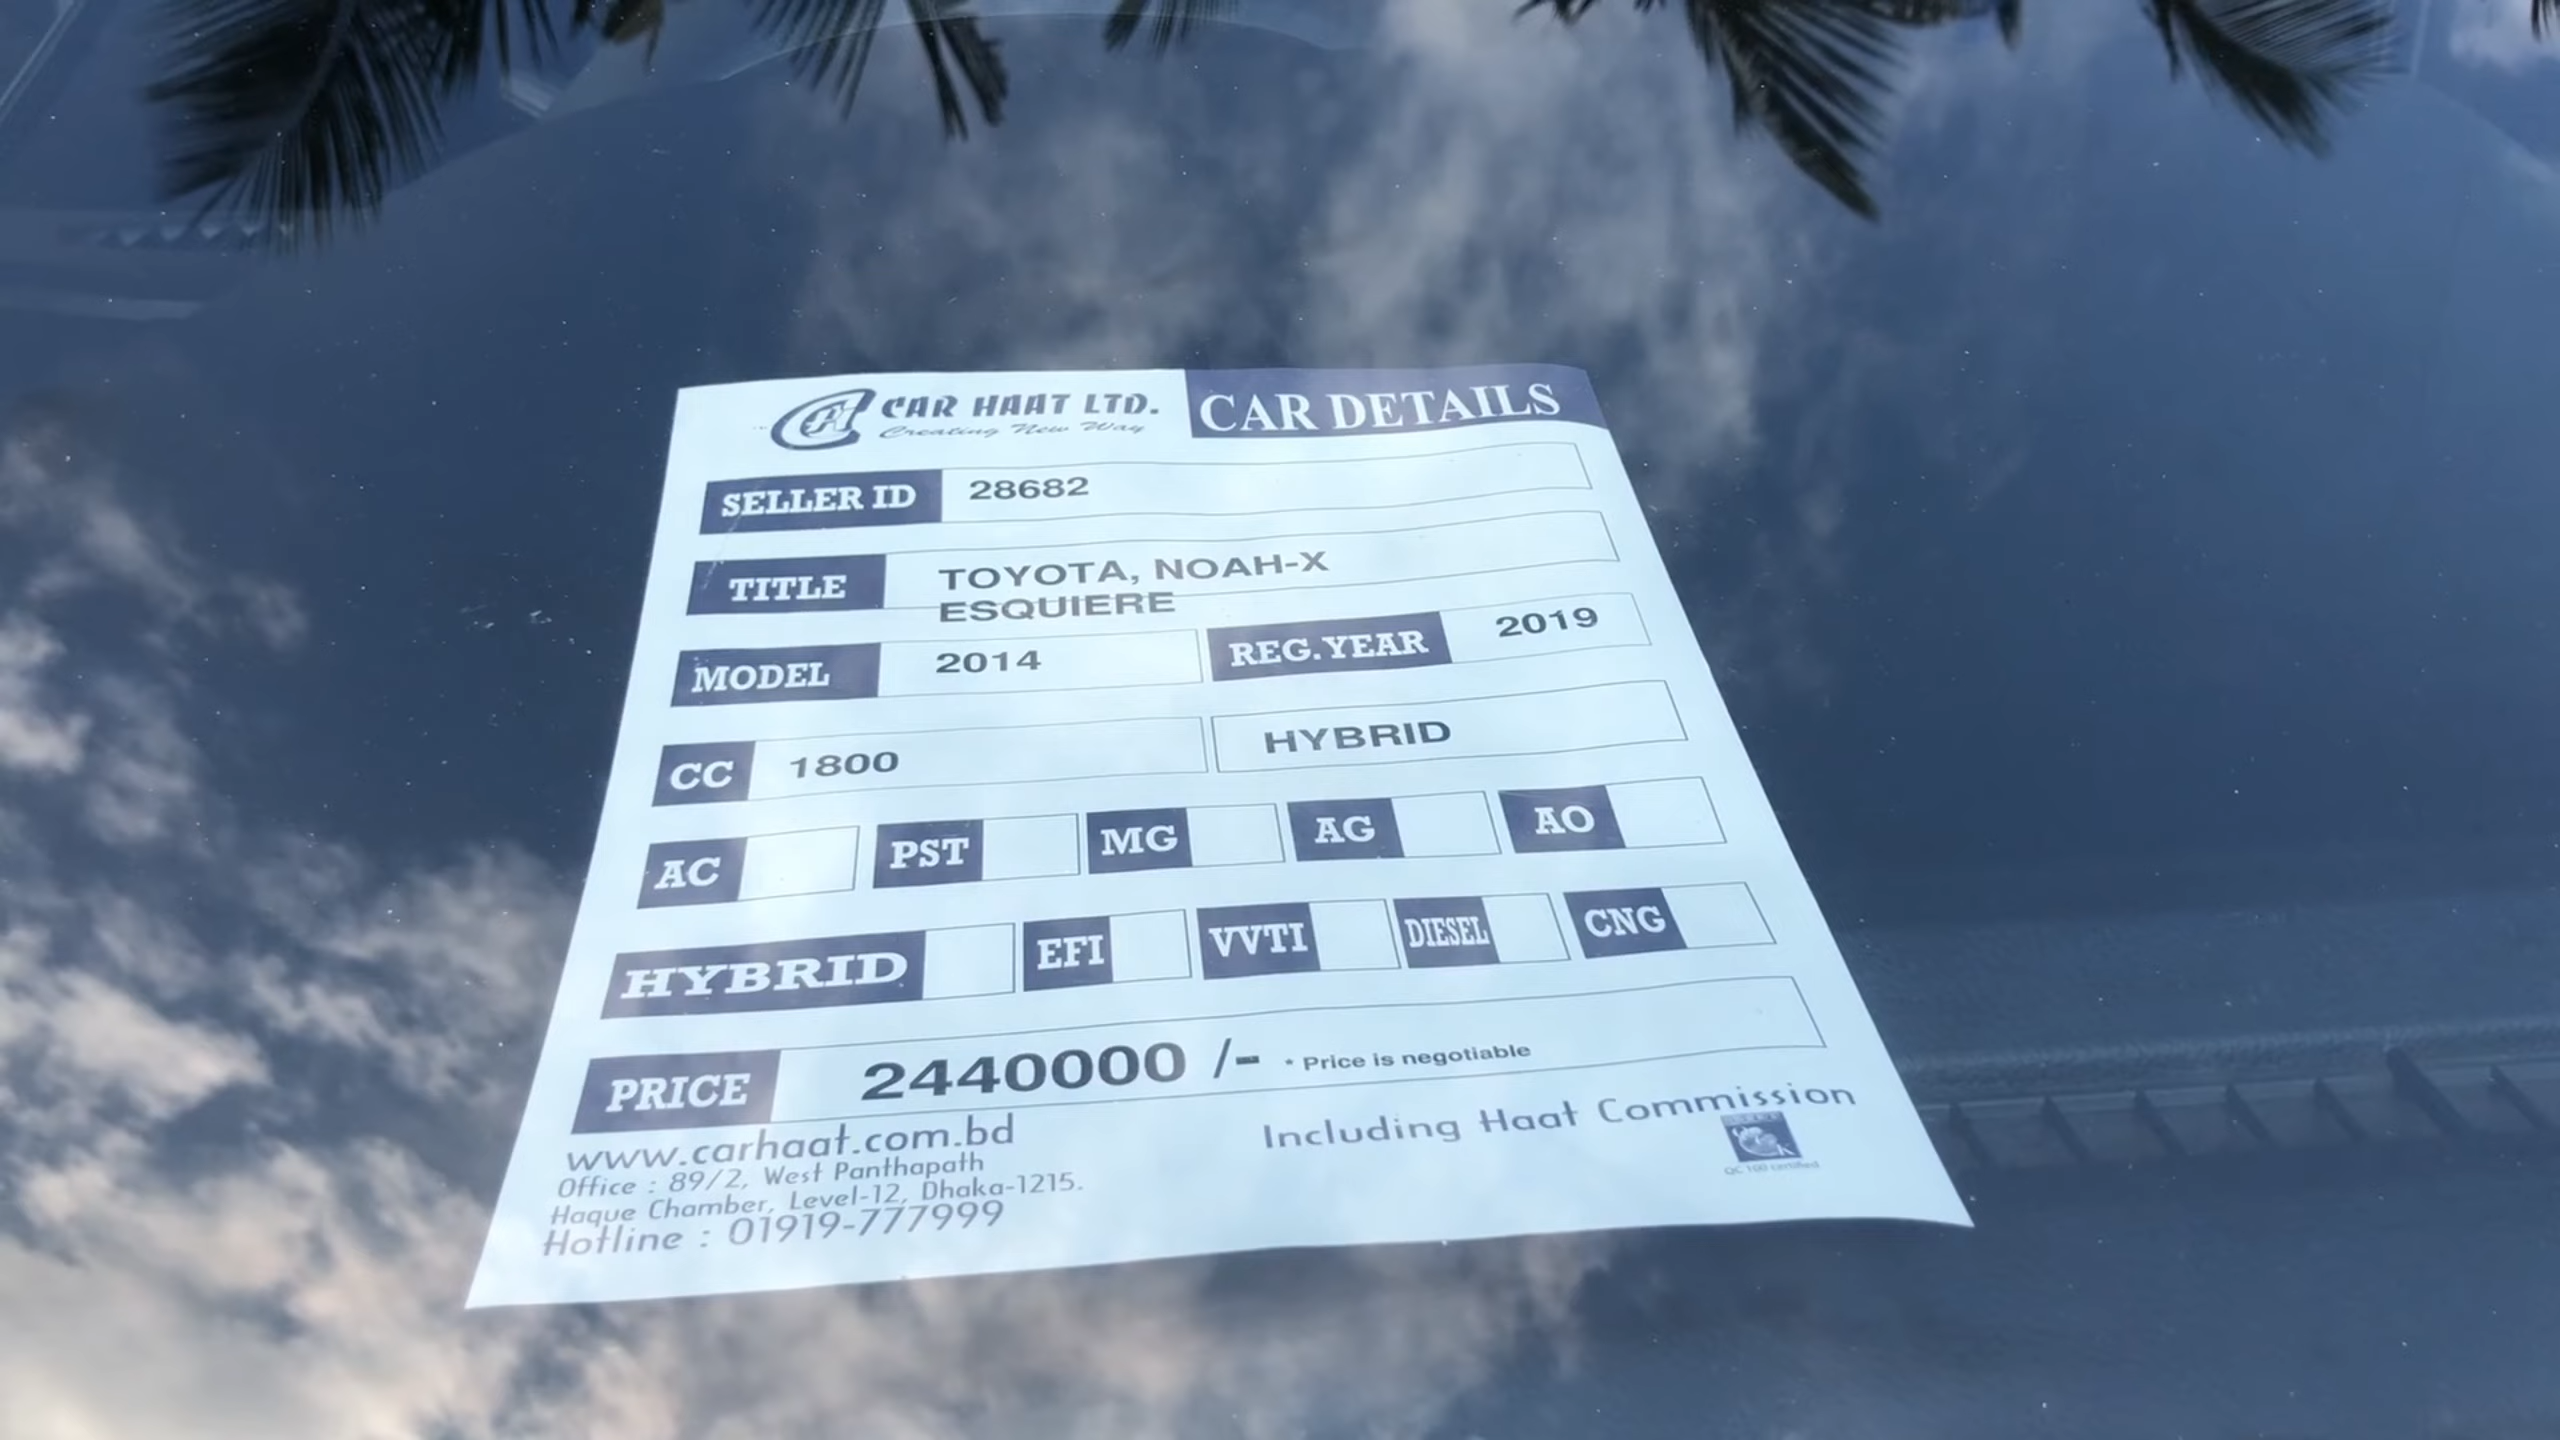 CAR HAAT LTD.
Creating New Way
CAR DETAILS
SELLER ID 28682
TITLE TOYOTA, NOAH-X
ESQUIERE
MODEL 2014 REG.YEAR 2019
CC 1800 HYBRID
AC PST MG AG AO
HYBRID EFI VVTI DIESEL CNG
PRICE 2440000 /- * Price is negotiable
www.carhaat.com.bd
Including Haat Commission
Office : 89/2, West Panthapath
Haque Chamber, Level-12, Dhaka-1215.
Hotline : 01919-777999
QC 100 certified